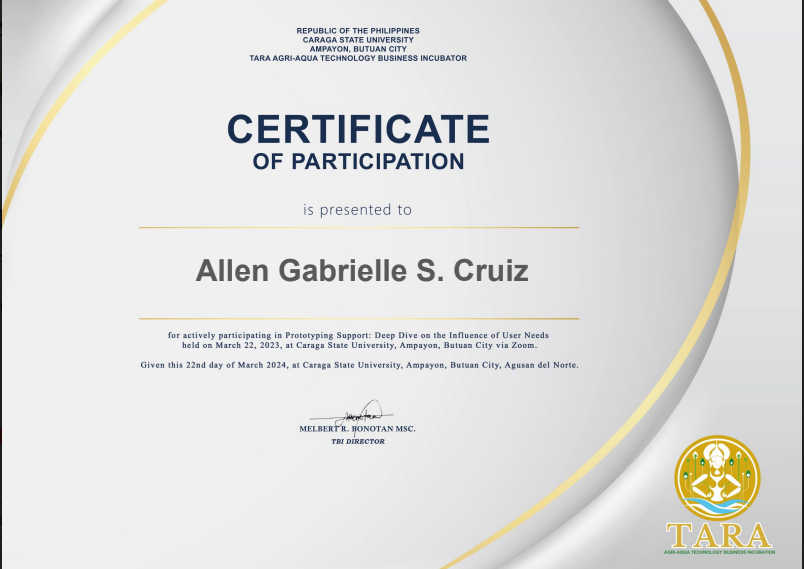 REPUBLIC OF THE PHILIPPINES
CARAGA STATE UNIVERSITY
AMPAYON, BUTUAN CITY
TARA AGRI-AQUA TECHNOLOGY BUSINESS INCUBATOR
CERTIFICATE
OF PARTICIPATION
is presented to
Allen Gabrielle S. Cruiz
for actively participating in Prototyping Support: Deep Dive on the Influence of User Needs
held on March 22, 2023, at Caraga State University, Ampayon, Butuan City via Zoom.
Given this 22nd day of March 2024, at Caraga State University, Ampayon, Butuan City, Agusan del Norte.
MELBERT R. BONOTAN MSC.
TBI DIRECTOR
TARA
AGRI-AQUA TECHNOLOGY BUSINESS INCUBATION